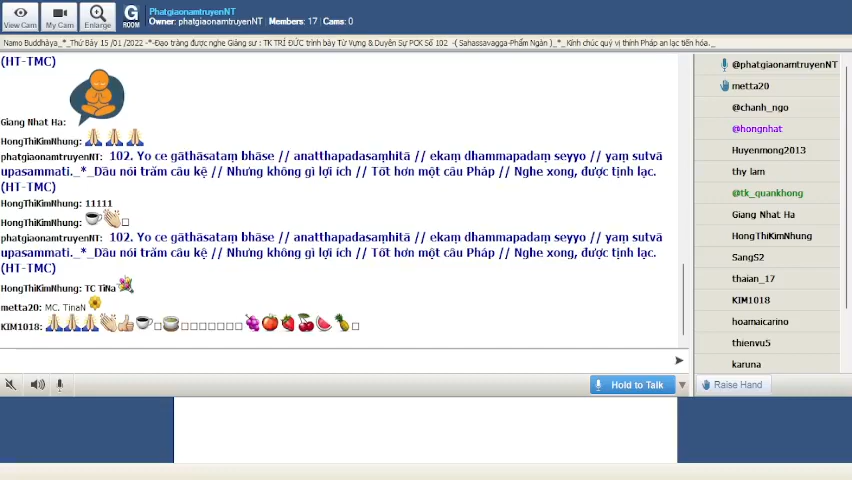 PhatgiaonamtruyenNT
Owner: phatgiaonamtruyenNT | Members: 17 | Cams: 0
View Cam
My Cam
Enlarge
G
ROOM
Namo Buddhàya_*_Thứ Bảy 15 /01 /2022 -*-Đạo tràng được nghe Giảng sư : TK TRÍ ĐỨC trình bày Từ Vựng & Duyên Sự PCK Số 102 -( Sahassavagga-Phẩm Ngàn )_*_ Kính chúc quý vị thính Pháp an lạc tiến hóa._
(HT-TMC)
Giang Nhat Ha:
HongThiKimNhung:
phatgiaonamtruyenNT: 102. Yo ce gāthāsataṃ bhāse // anatthapadasaṃhitā // ekaṃ dhammapadaṃ seyyo // yaṃ sutvā
upasammati._*_Dầu nói trăm câu kệ // Nhưng không gì lợi ích // Tốt hơn một câu Pháp // Nghe xong, được tịnh lạc.
(HT-TMC)
HongThiKimNhung: 11111
HongThiKimNhung:
phatgiaonamtruyenNT: 102. Yo ce gāthāsataṃ bhāse // anatthapadasaṃhitā // ekaṃ dhammapadaṃ seyyo // yaṃ sutvā
upasammati._*_Dầu nói trăm câu kệ // Nhưng không gì lợi ích // Tốt hơn một câu Pháp // Nghe xong, được tịnh lạc.
(HT-TMC)
HongThiKimNhung: TC TiNa
metta20: MC. TinaN
KIM1018:
Hold to Talk
@phatgiaonamtruyenNT
metta20
@chanh_ngo
@hongnhat
Huyenmong2013
thy lam
@tk_quankhong
Giang Nhat Ha
HongThiKimNhung
SangS2
thaian_17
KIM1018
hoamaicarino
thienvu5
karuna
Raise Hand